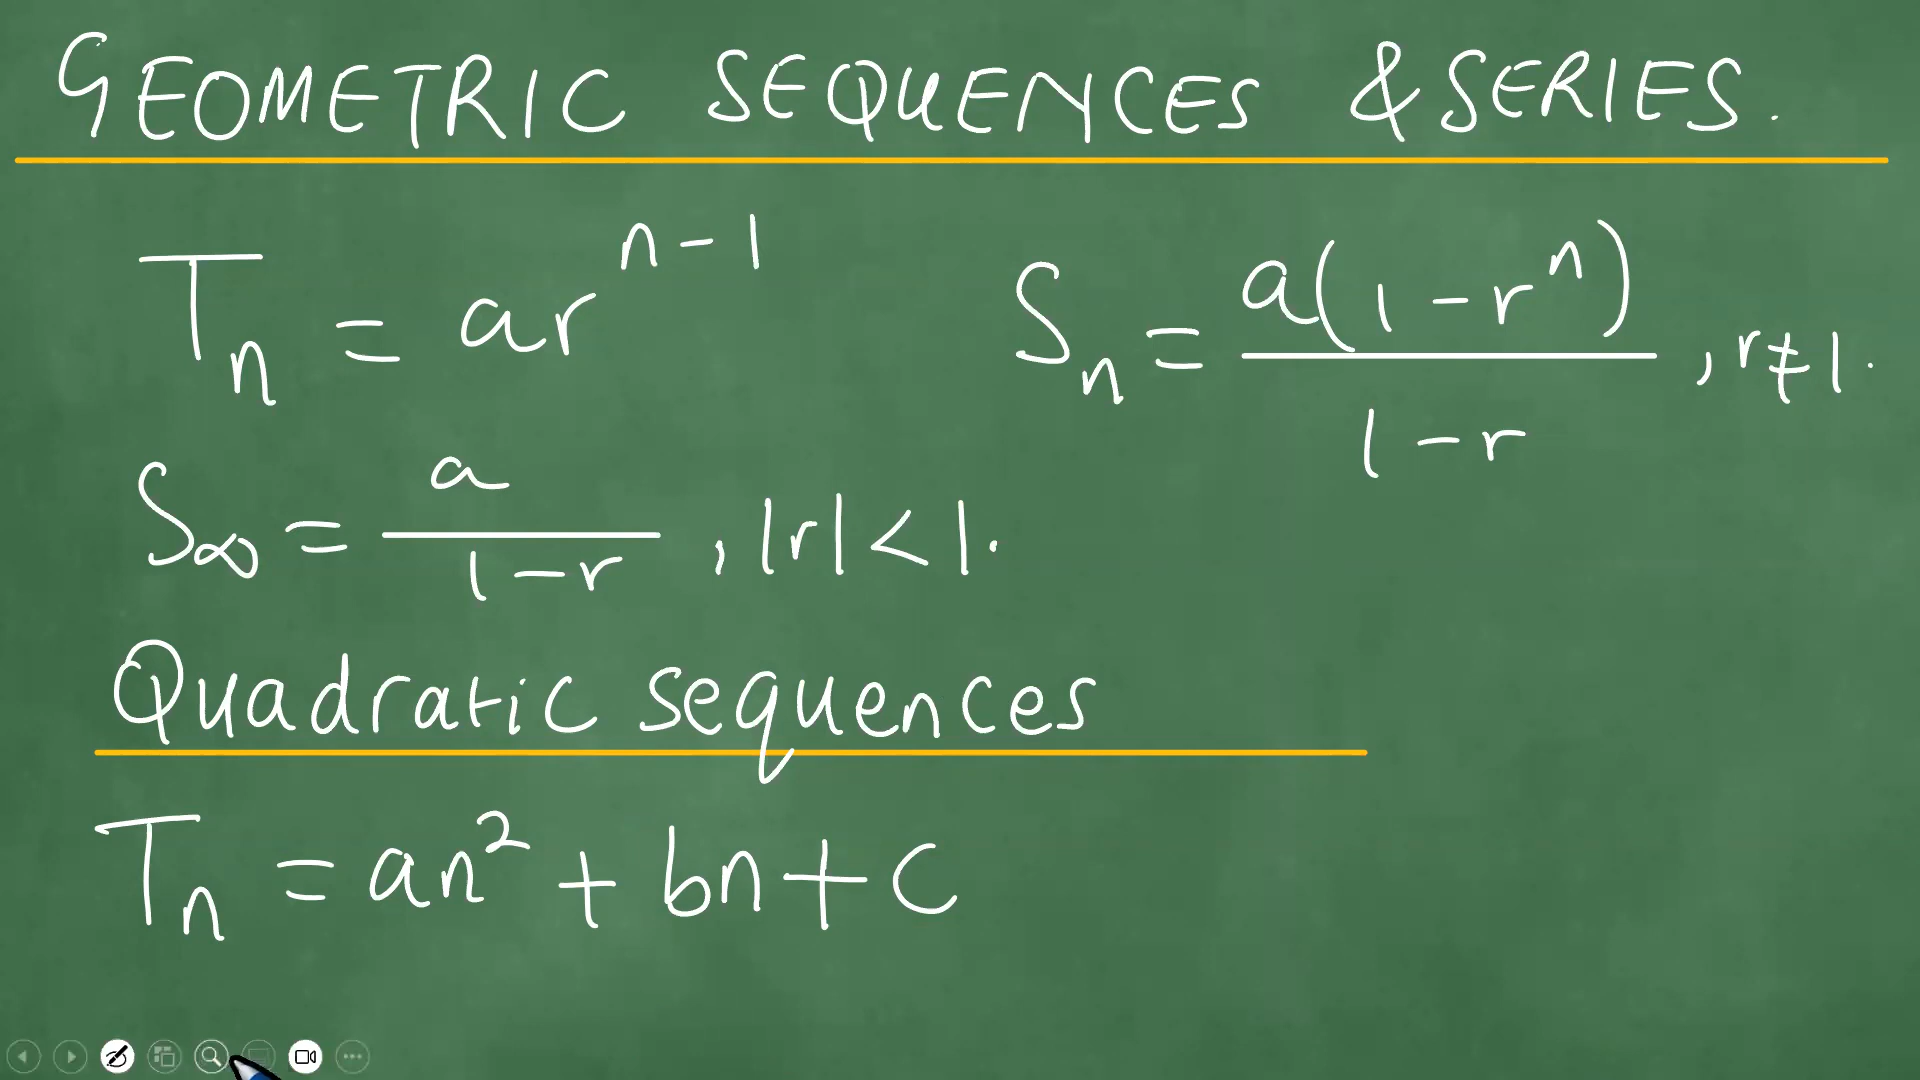 GEOMETRIC SEQUENCES & SERIES.
Tn = ar^(n-1)
Sn = a(1-r^n) / (1-r) , r ≠ 1.
S∞ = a / (1-r) , |r| < 1.
Quadratic sequences
Tn = an² + bn + c